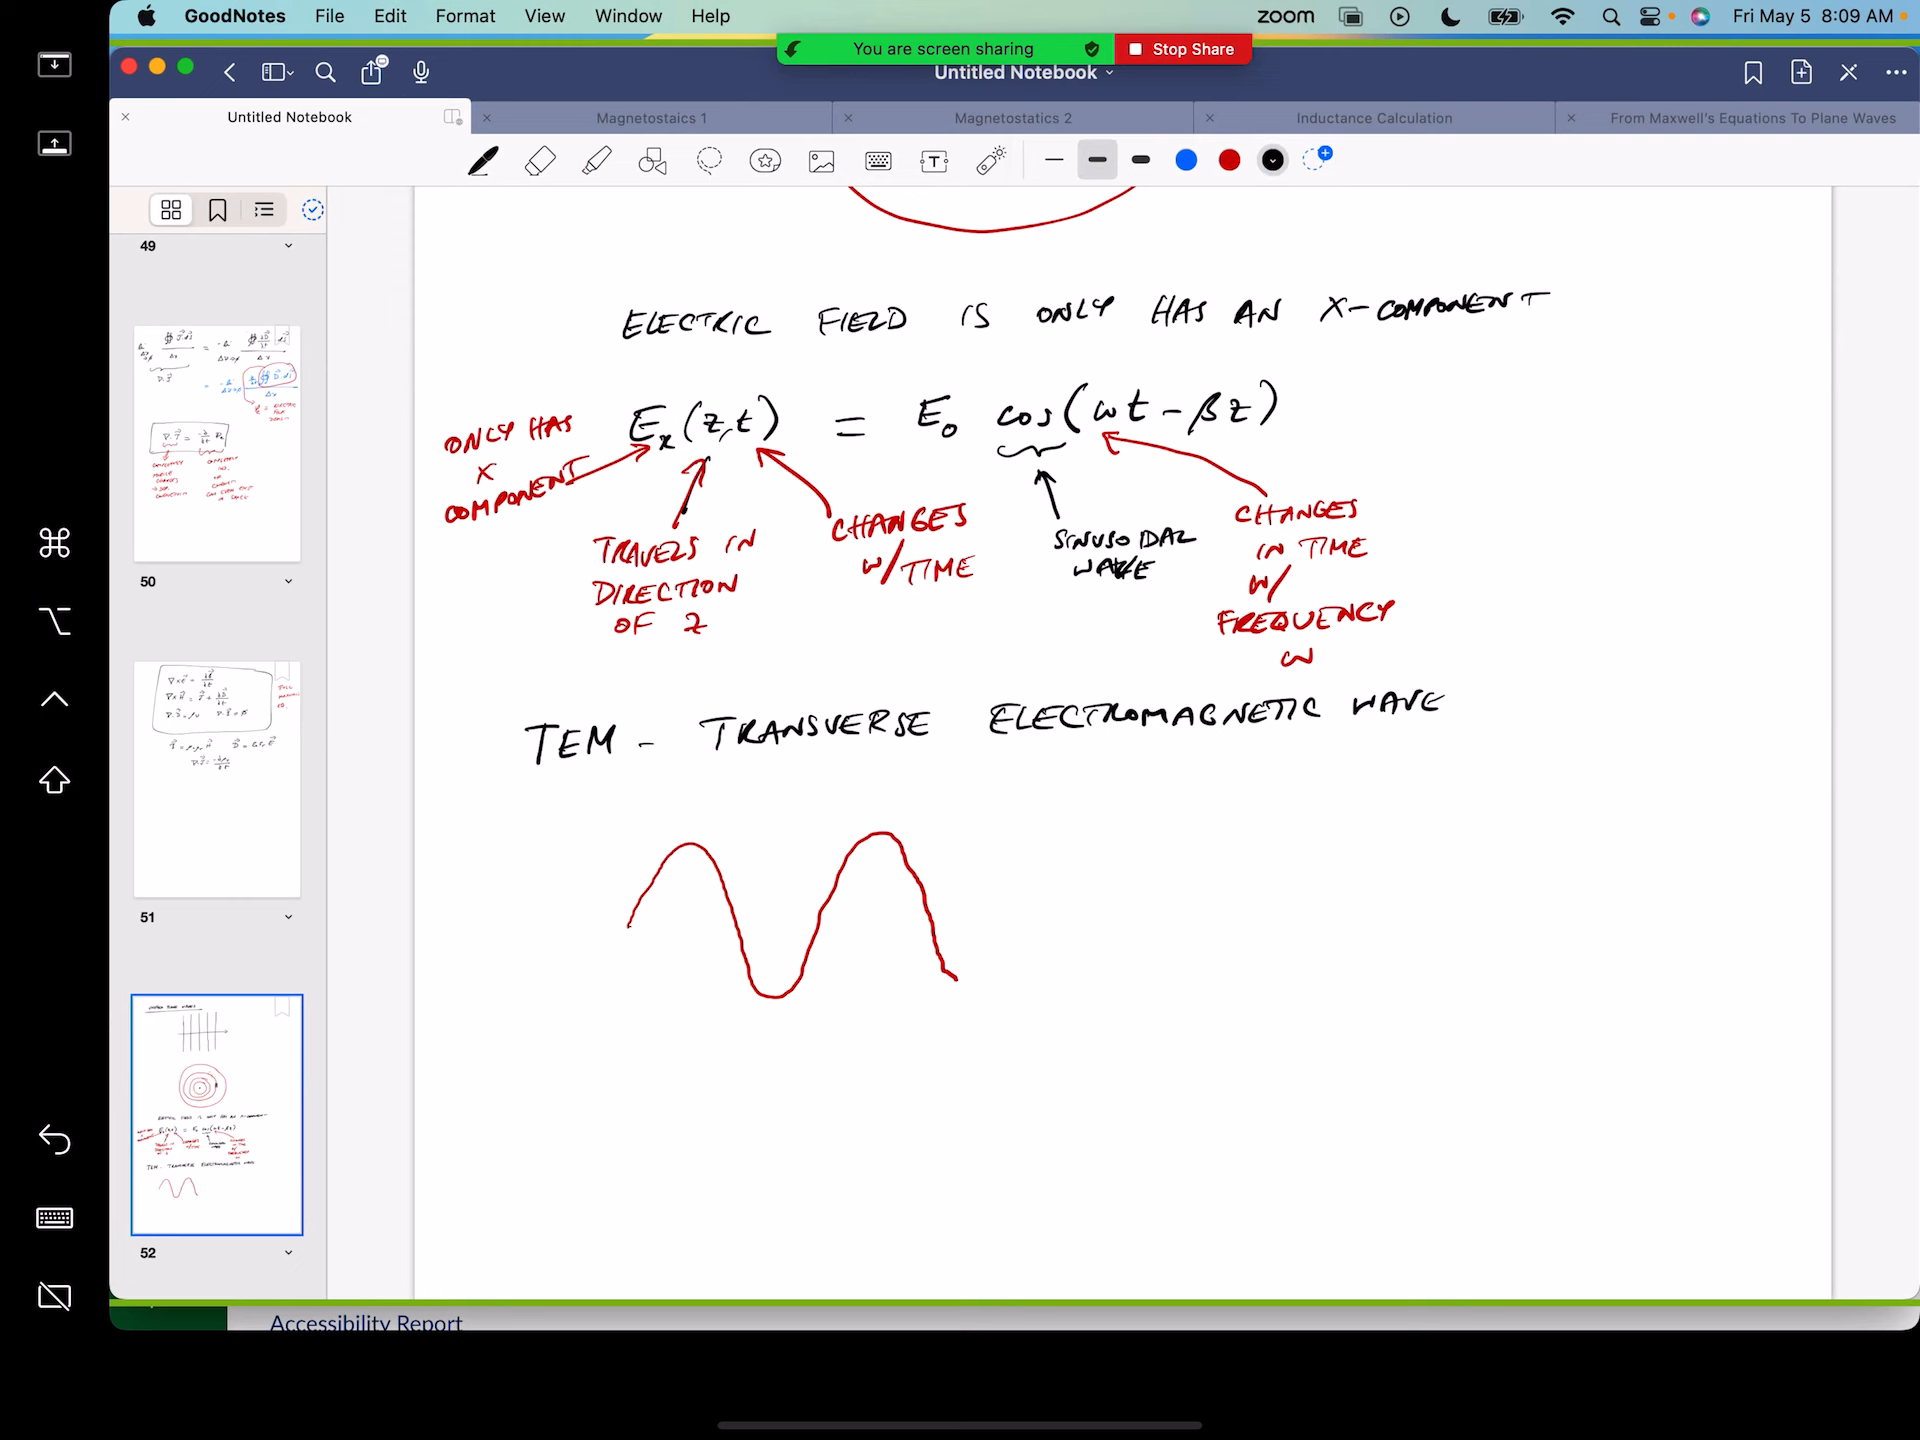 GoodNotes File Edit Format View Window Help zoom Fri May 5 8:09 AM
You are screen sharing Stop Share
Untitled Notebook
Untitled Notebook Magnetostaics 1 Magnetostatics 2 Inductance Calculation From Maxwell's Equations To Plane Waves
49
50
51
52
ELECTRIC FIELD IS ONLY HAS AN X-COMPONENT
Eₓ(z,t) = E₀ cos(ωt - βz)
ONLY HAS
X
COMPONENT
TRAVELS IN
DIRECTION
OF Z
CHANGES
W/TIME
SINUSODAL
WAVE
CHANGES
IN TIME
W/
FREQUENCY
ω
TEM - TRANSVERSE ELECTROMAGNETIC WAVE
Accessibility Report